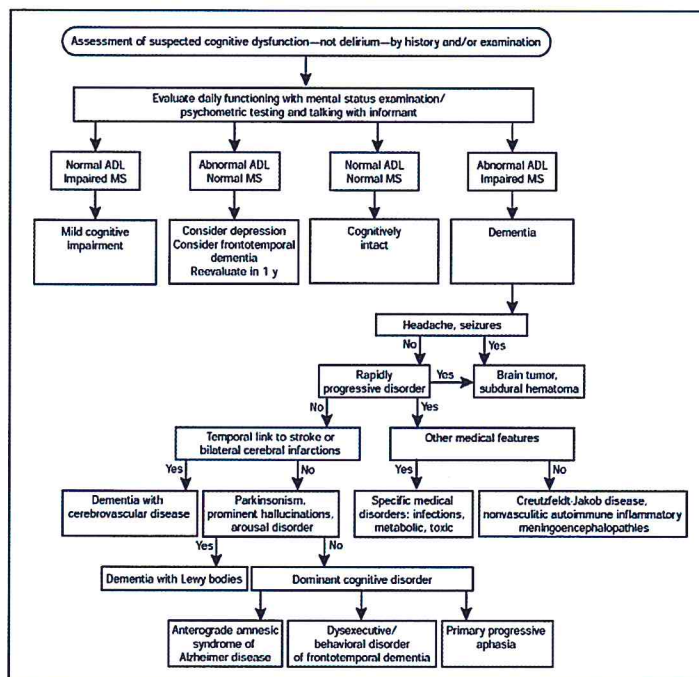 Assessment of suspected cognitive dysfunction—not delirium—by history and/or examination
Evaluate daily functioning with mental status examination/
psychometric testing and talking with informant
Normal ADL
Impaired MS
Abnormal ADL
Normal MS
Normal ADL
Normal MS
Abnormal ADL
Impaired MS
Mild cognitive
impairment
Consider depression
Consider frontotemporal
dementia
Reevaluate in 1 y
Cognitively
intact
Dementia
Headache, seizures
No
Yes
Rapidly
progressive disorder
Yes
Brain tumor,
subdural hematoma
No
Yes
Temporal link to stroke or
bilateral cerebral infarctions
Other medical features
Yes
No
Yes
No
Dementia with
cerebrovascular disease
Parkinsonism,
prominent hallucinations,
arousal disorder
Specific medical
disorders: infections,
metabolic, toxic
Creutzfeldt-Jakob disease,
nonvasculitic autoimmune inflammatory
meningoencephalopathies
Yes
No
Dementia with Lewy bodies
Dominant cognitive disorder
Anterograde amnesic
syndrome of
Alzheimer disease
Dysexecutive/
behavioral disorder
of frontotemporal dementia
Primary progressive
aphasia